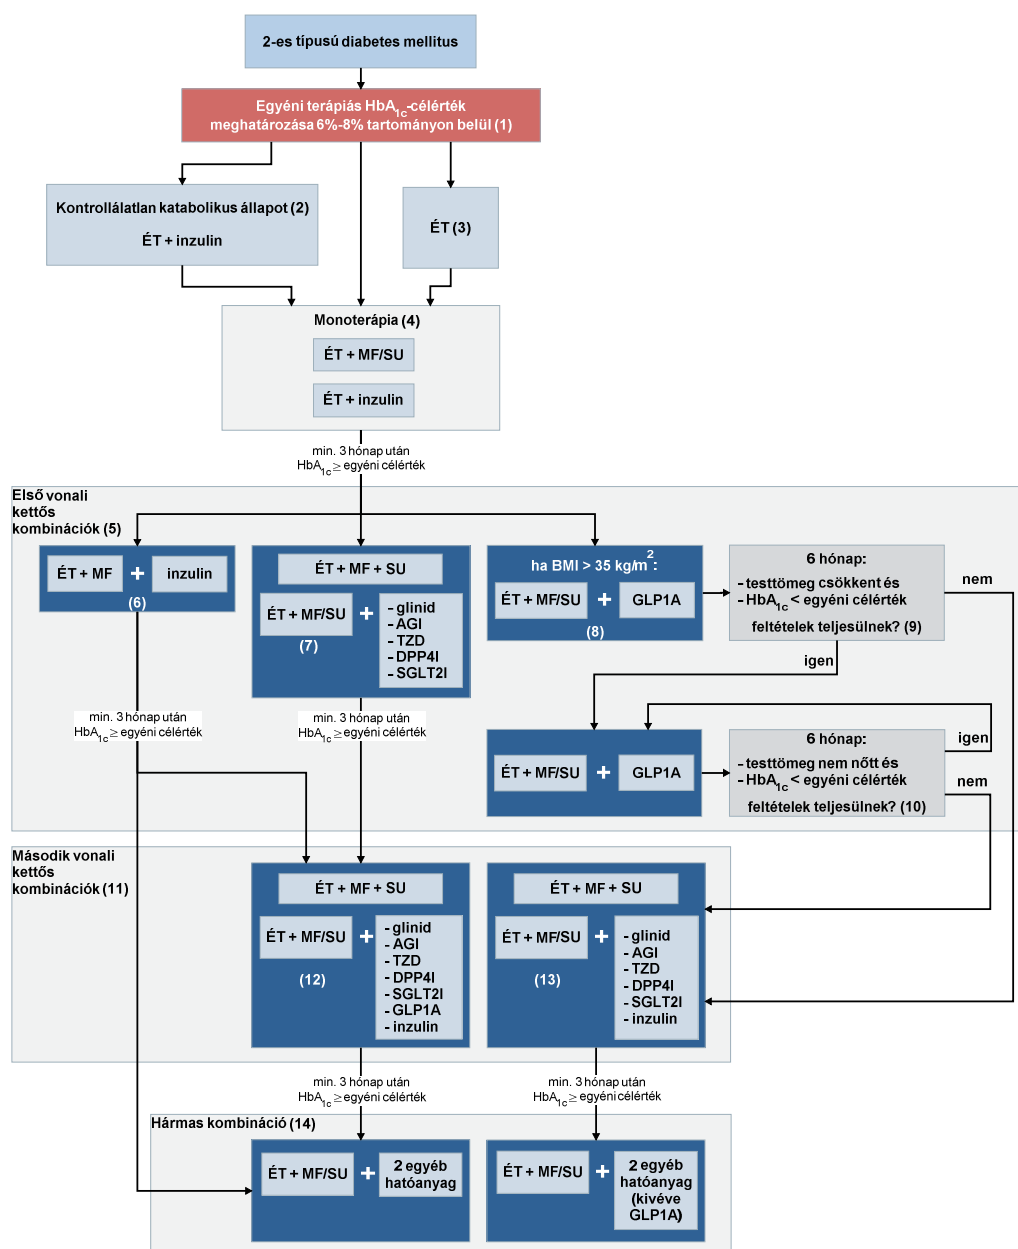 2-es típusú diabetes mellitus
Egyéni terápiás HbA1c-célérték
meghatározása 6%-8% tartományon belül (1)
Kontrollálatlan katabolikus állapot (2)
ÉT + inzulin
ÉT (3)
Monoterápia (4)
ÉT + MF/SU
ÉT + inzulin
min. 3 hónap után
HbA1c ≥ egyéni célérték
Első vonali
kettős
kombinációk (5)
ÉT + MF + inzulin
(6)
ÉT + MF + SU
ÉT + MF/SU +
(7)
- glinid
- AGI
- TZD
- DPP4I
- SGLT2I
ha BMI > 35 kg/m2:
ÉT + MF/SU + GLP1A
(8)
6 hónap:
- testtömeg csökkent és
- HbA1c < egyéni célérték
feltételek teljesülnek? (9)
nem
igen
min. 3 hónap után
HbA1c ≥ egyéni célérték
min. 3 hónap után
HbA1c ≥ egyéni célérték
ÉT + MF/SU + GLP1A
6 hónap:
- testtömeg nem nőtt és
- HbA1c < egyéni célérték
feltételek teljesülnek? (10)
igen
nem
Második vonali
kettős
kombinációk (11)
ÉT + MF + SU
ÉT + MF/SU +
(12)
- glinid
- AGI
- TZD
- DPP4I
- SGLT2I
- GLP1A
- inzulin
ÉT + MF + SU
ÉT + MF/SU +
(13)
- glinid
- AGI
- TZD
- DPP4I
- SGLT2I
- inzulin
min. 3 hónap után
HbA1c ≥ egyéni célérték
min. 3 hónap után
HbA1c ≥ egyéni célérték
Hármas kombináció (14)
ÉT + MF/SU +
2 egyéb
hatóanyag
ÉT + MF/SU +
2 egyéb
hatóanyag
(kivéve
GLP1A)